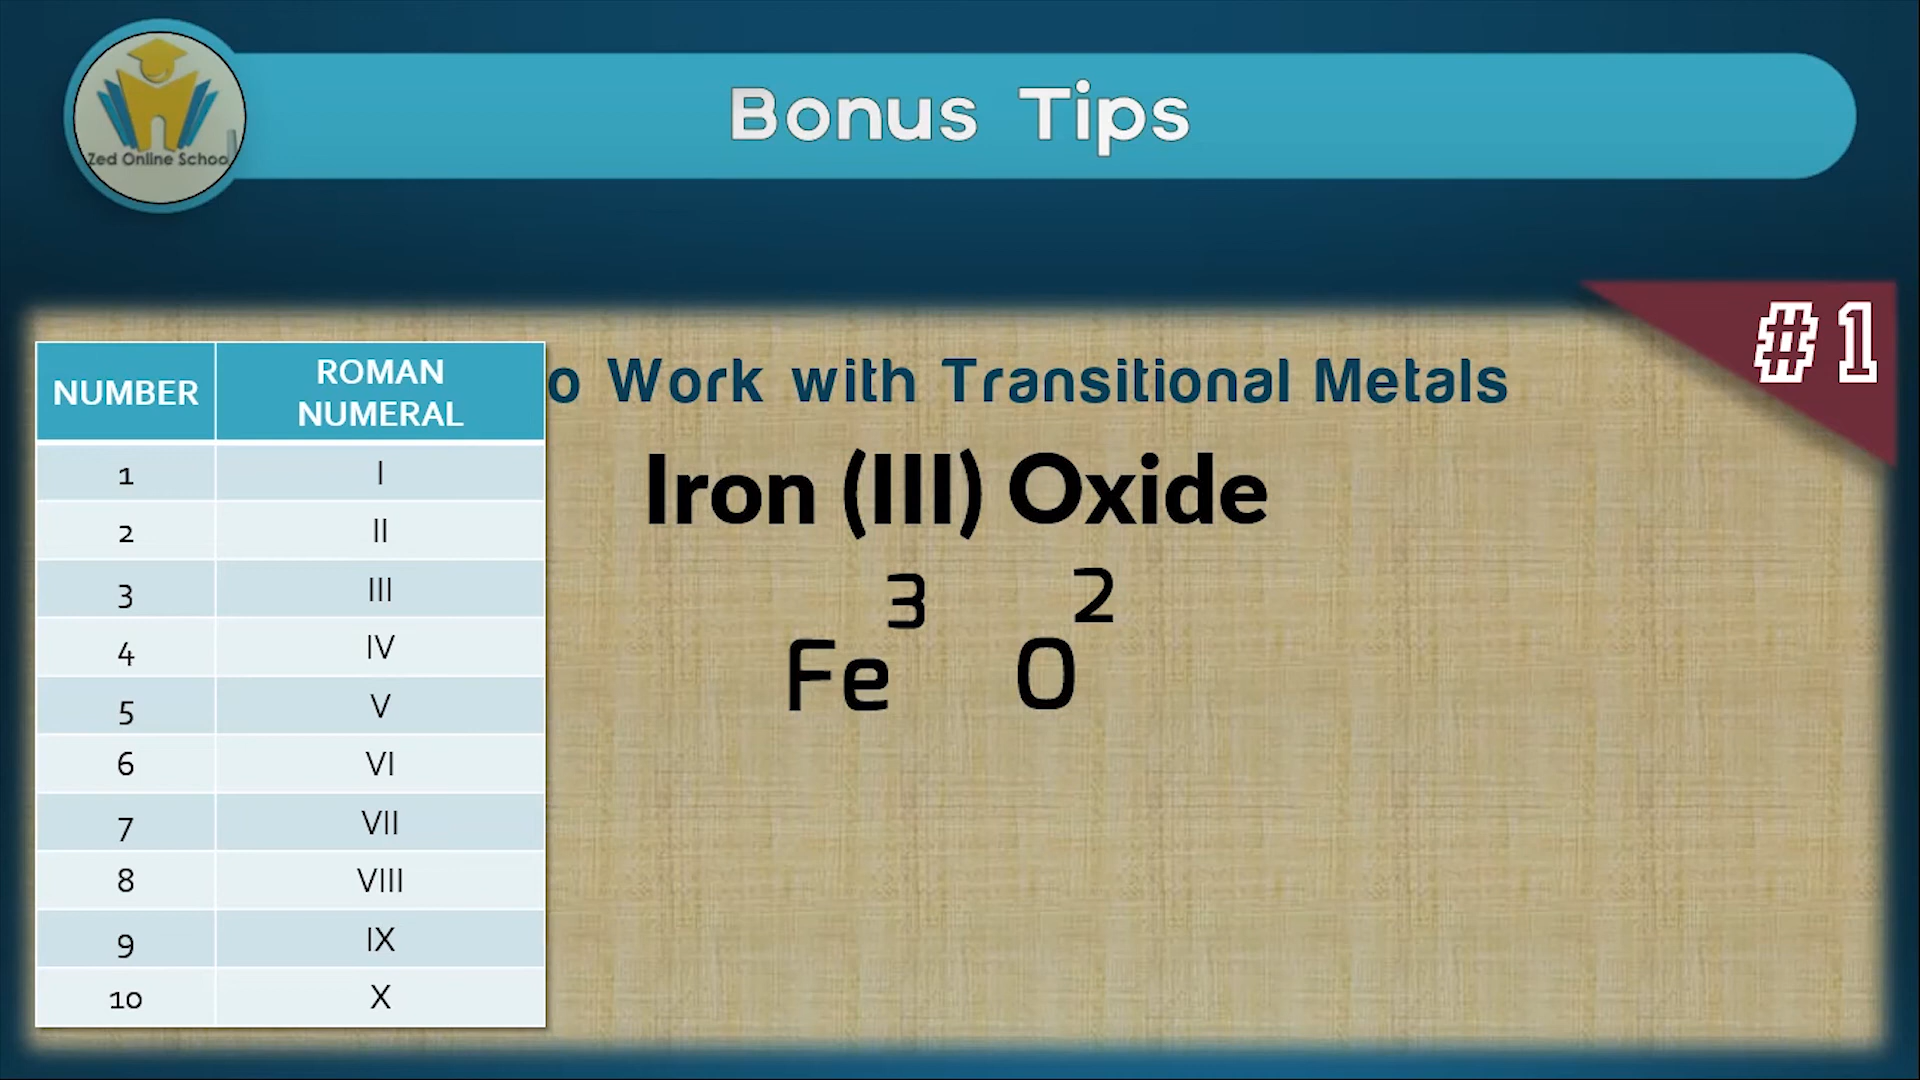 Bonus Tips
Zed Online School
#1
o Work with Transitional Metals
NUMBER ROMAN NUMERAL
1 I
2 II
3 III
4 IV
5 V
6 VI
7 VII
8 VIII
9 IX
10 X
Iron (III) Oxide
3 2
Fe O